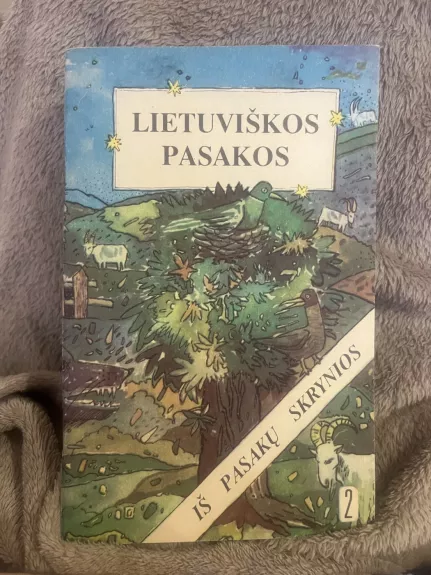 LIETUVIŠKOS
PASAKOS
IŠ PASAKŲ SKRYNIOS
2